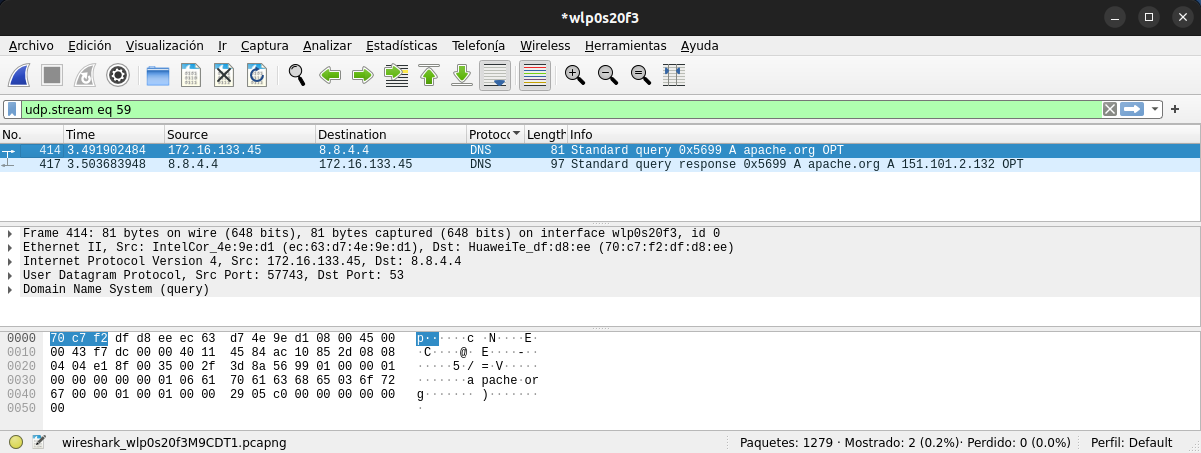 *wlp0s20f3
Archivo Edición Visualización Ir Captura Analizar Estadísticas Telefonía Wireless Herramientas Ayuda
udp.stream eq 59
No. Time Source Destination Protoco Length Info
414 3.491902484 172.16.133.45 8.8.4.4 DNS 81 Standard query 0x5699 A apache.org OPT
417 3.503683948 8.8.4.4 172.16.133.45 DNS 97 Standard query response 0x5699 A apache.org A 151.101.2.132 OPT
Frame 414: 81 bytes on wire (648 bits), 81 bytes captured (648 bits) on interface wlp0s20f3, id 0
Ethernet II, Src: IntelCor_4e:9e:d1 (ec:63:d7:4e:9e:d1), Dst: HuaweiTe_df:d8:ee (70:c7:f2:df:d8:ee)
Internet Protocol Version 4, Src: 172.16.133.45, Dst: 8.8.4.4
User Datagram Protocol, Src Port: 57743, Dst Port: 53
Domain Name System (query)
0000 70 c7 f2 df d8 ee ec 63 d7 4e 9e d1 08 00 45 00 p······c ·N····E·
0010 00 43 f7 dc 00 00 40 11 45 84 ac 10 85 2d 08 08 ·C····@· E····-··
0020 04 04 e1 8f 00 35 00 2f 3d 8a 56 99 01 00 00 01 ·····5·/ =·V·····
0030 00 00 00 00 00 01 06 61 70 61 63 68 65 03 6f 72 ·······a pache·or
0040 67 00 00 01 00 01 00 00 29 05 c0 00 00 00 00 00 g······· )·······
0050 00 ·
wireshark_wlp0s20f3M9CDT1.pcapng Paquetes: 1279 · Mostrado: 2 (0.2%)· Perdido: 0 (0.0%) Perfil: Default